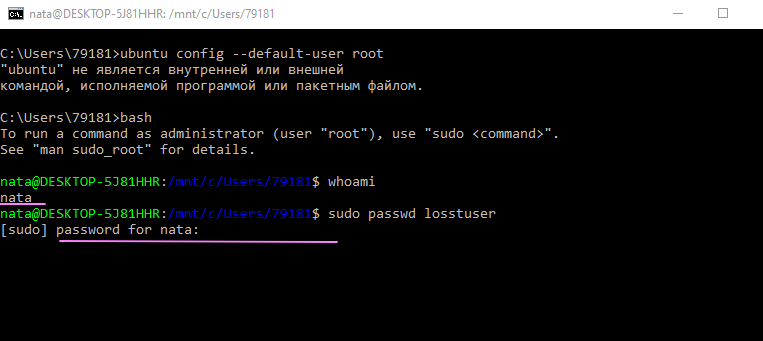 nata@DESKTOP-5J81HHR: /mnt/c/Users/79181
C:\Users\79181>ubuntu config --default-user root
"ubuntu" не является внутренней или внешней
командой, исполняемой программой или пакетным файлом.
C:\Users\79181>bash
To run a command as administrator (user "root"), use "sudo <command>".
See "man sudo_root" for details.
nata@DESKTOP-5J81HHR:/mnt/c/Users/79181$ whoami
nata
nata@DESKTOP-5J81HHR:/mnt/c/Users/79181$ sudo passwd losstuser
[sudo] password for nata: